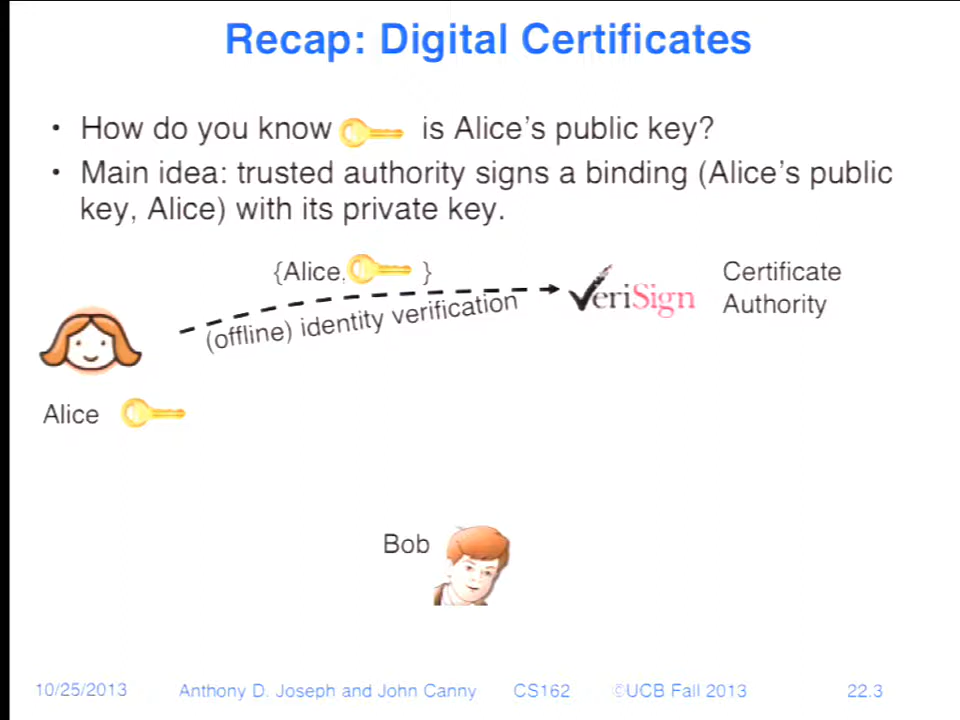 Recap: Digital Certificates
• How do you know is Alice's public key?
• Main idea: trusted authority signs a binding (Alice's public
key, Alice) with its private key.
{Alice, }
(offline) identity verification
VeriSign
Certificate
Authority
Alice
Bob
10/25/2013 Anthony D. Joseph and John Canny CS162 ©UCB Fall 2013 22.3